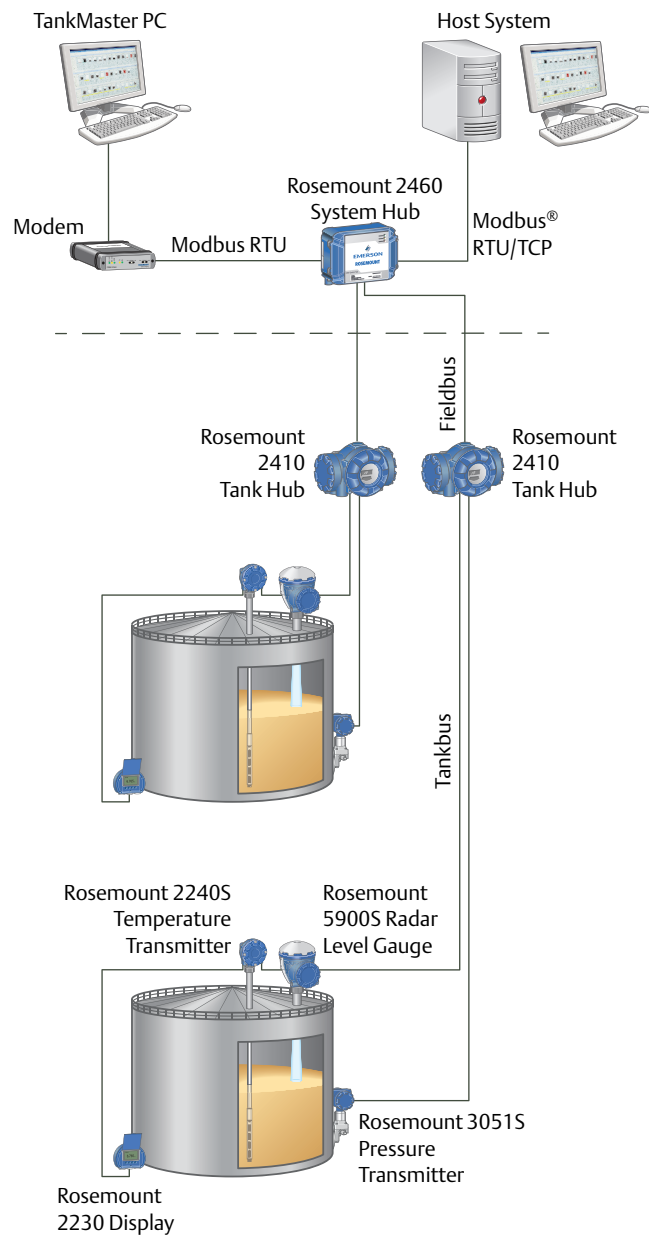 TankMaster PC
Host System
Rosemount 2460
System Hub
Modem
Modbus RTU
Modbus®
RTU/TCP
EMERSON
ROSEMOUNT
Fieldbus
Rosemount
2410
Tank Hub
Rosemount
2410
Tank Hub
Tankbus
Rosemount 2240S
Temperature
Transmitter
Rosemount
5900S Radar
Level Gauge
Rosemount 3051S
Pressure
Transmitter
Rosemount
2230 Display